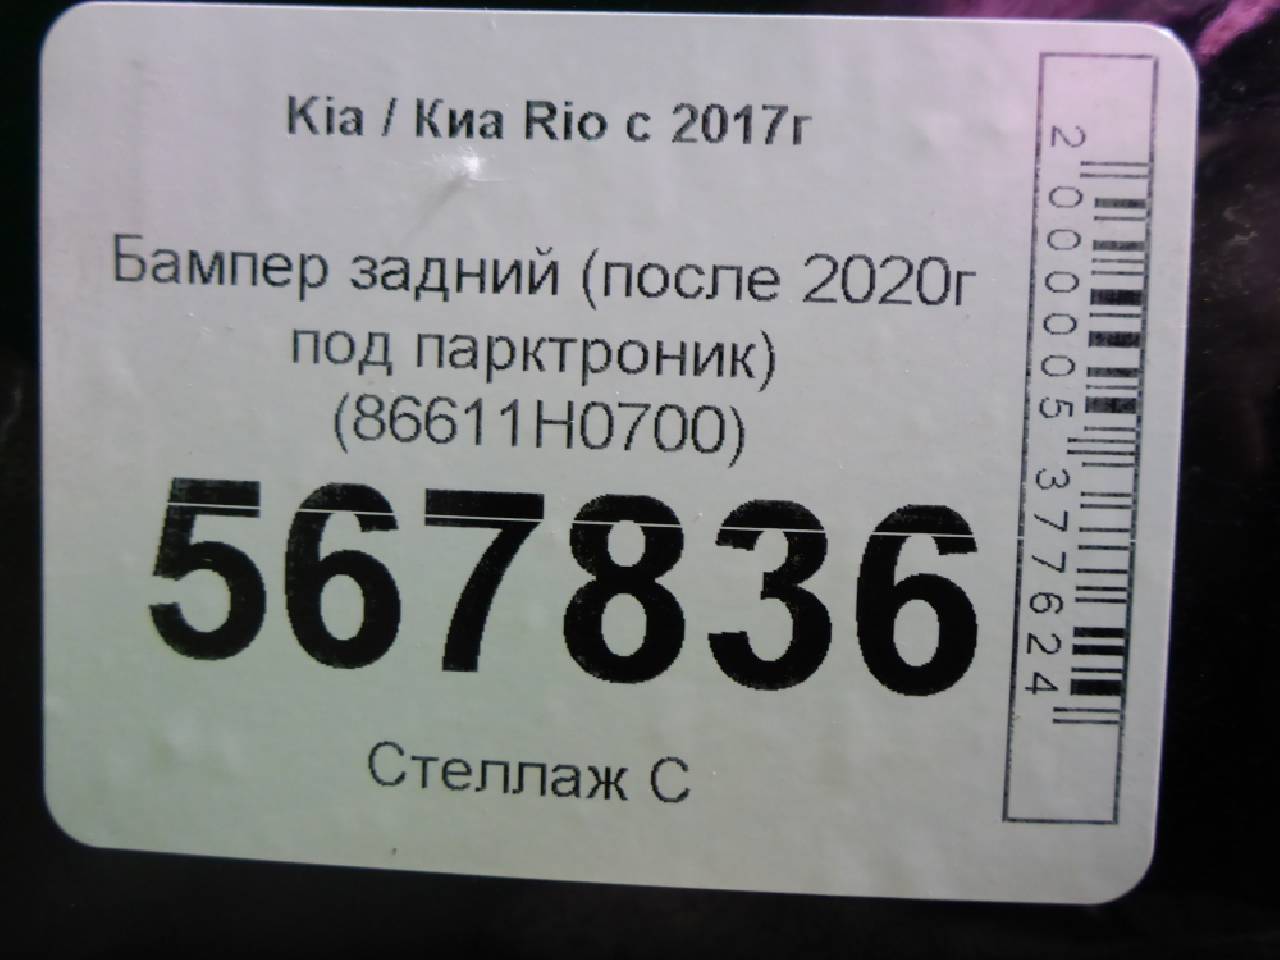 Kia / Киа Rio с 2017г
Бампер задний (после 2020г
под парктроник)
(86611H0700)
567836
Стеллаж С
2000005377624